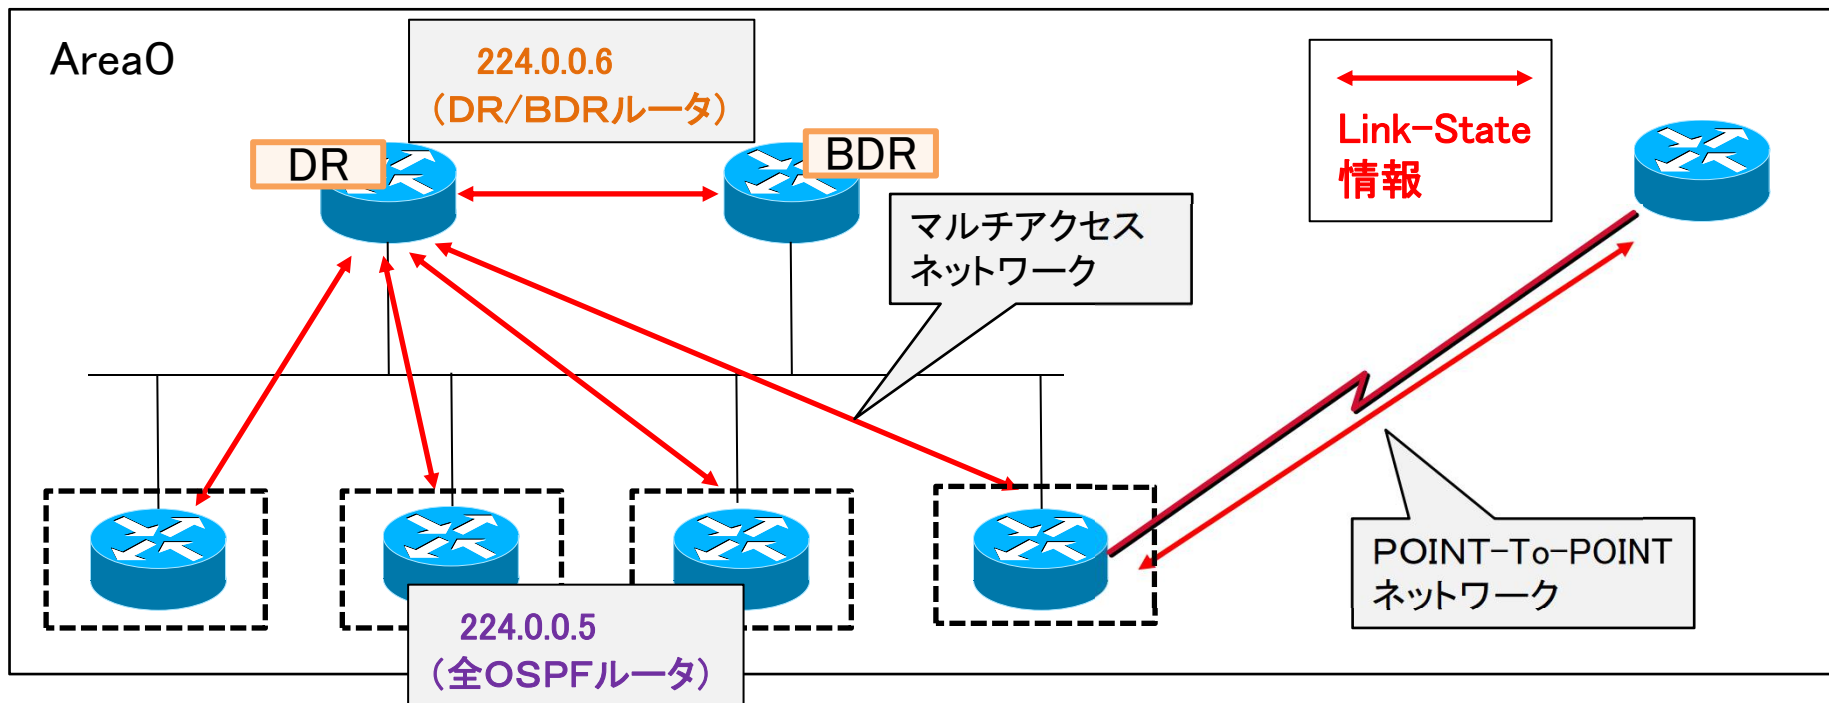 Area0
224.0.0.6
（DR/BDRルータ）
DR
BDR
Link-State
情報
マルチアクセス
ネットワーク
POINT-To-POINT
ネットワーク
224.0.0.5
（全OSPFルータ）